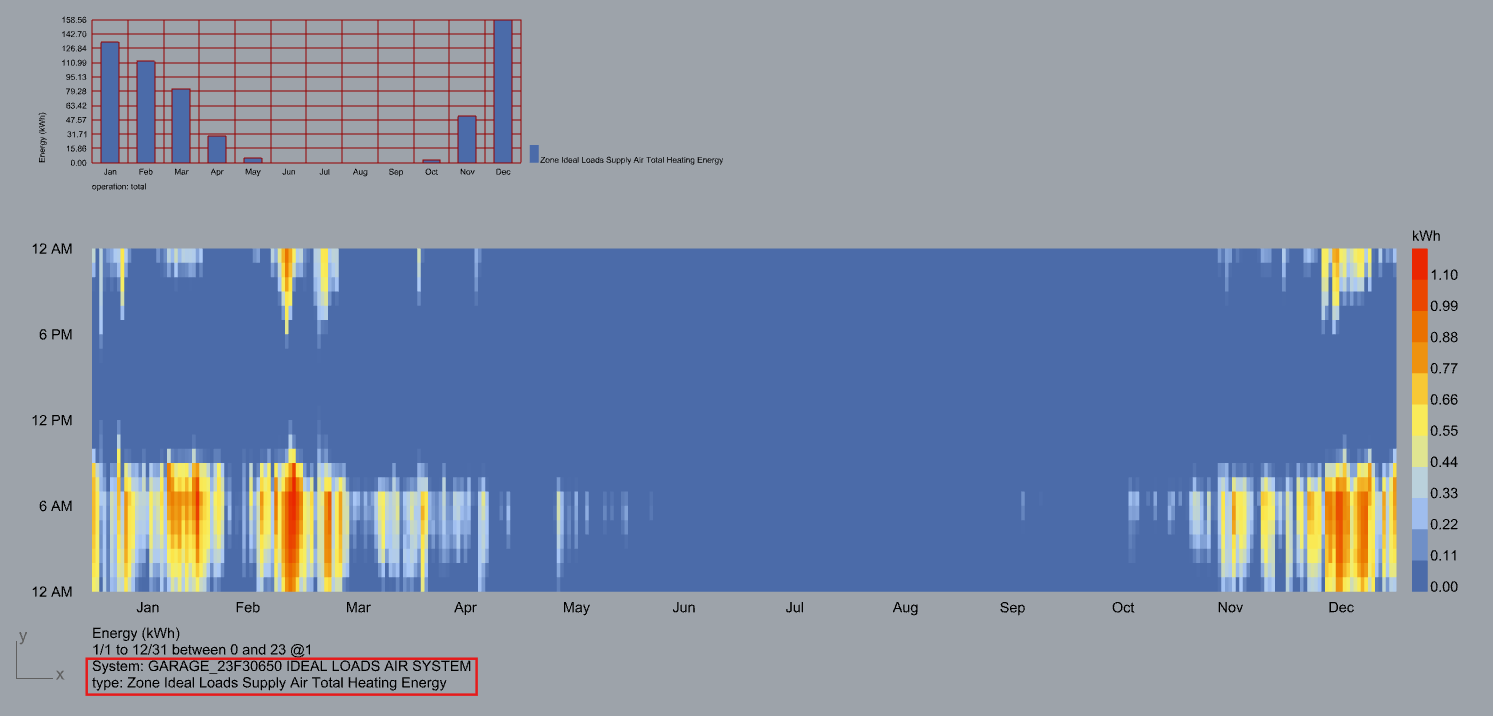 158.56
142.70
126.84
110.99
95.13
79.28
63.42
47.57
31.71
15.86
0.00
Energy (kWh)
Jan Feb Mar Apr May Jun Jul Aug Sep Oct Nov Dec
operation: total
Zone Ideal Loads Supply Air Total Heating Energy
12 AM
6 PM
12 PM
6 AM
12 AM
Jan Feb Mar Apr May Jun Jul Aug Sep Oct Nov Dec
kWh
1.10
0.99
0.88
0.77
0.66
0.55
0.44
0.33
0.22
0.11
0.00
Energy (kWh)
1/1 to 12/31 between 0 and 23 @1
System: GARAGE_23F30650 IDEAL LOADS AIR SYSTEM
type: Zone Ideal Loads Supply Air Total Heating Energy
y
x